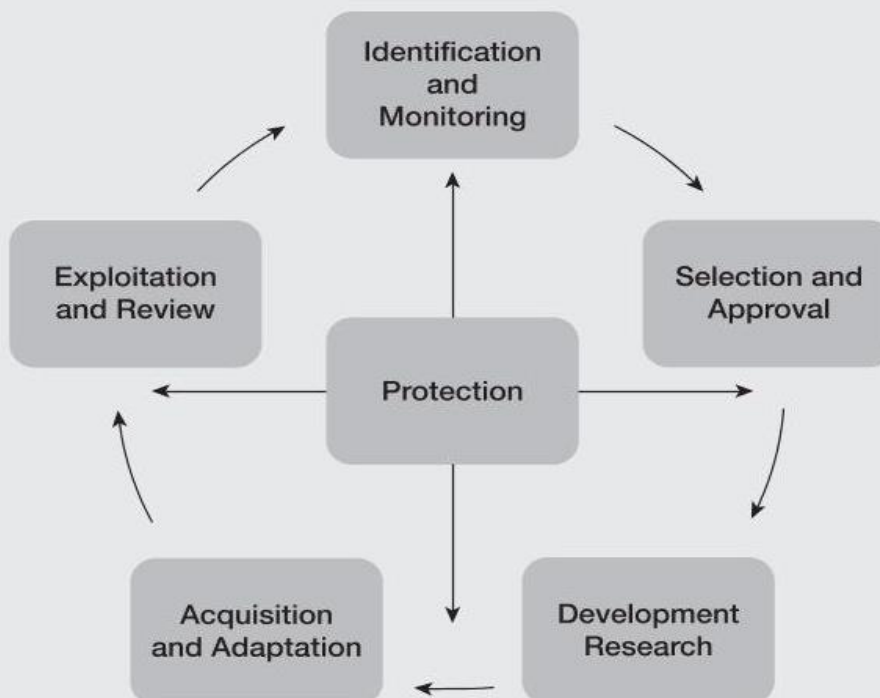 Identification
and
Monitoring
Selection and
Approval
Development
Research
Acquisition
and Adaptation
Exploitation
and Review
Protection